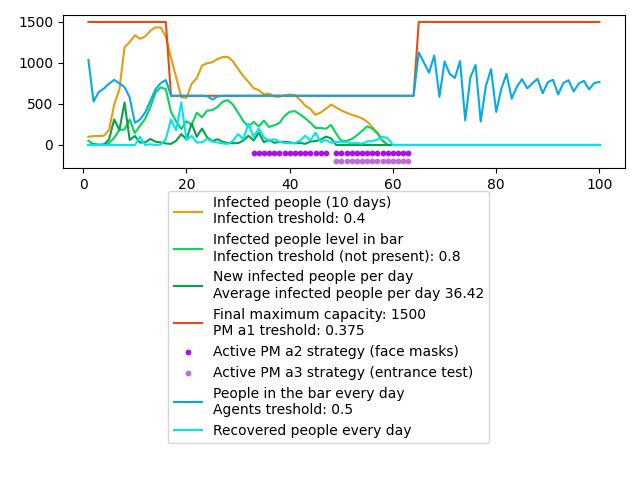 1500
1000
500
0
0
20
40
60
80
100
Infected people (10 days)
Infection treshold: 0.4
Infected people level in bar
Infection treshold (not present): 0.8
New infected people per day
Average infected people per day 36.42
Final maximum capacity: 1500
PM a1 treshold: 0.375
Active PM a2 strategy (face masks)
Active PM a3 strategy (entrance test)
People in the bar every day
Agents treshold: 0.5
Recovered people every day